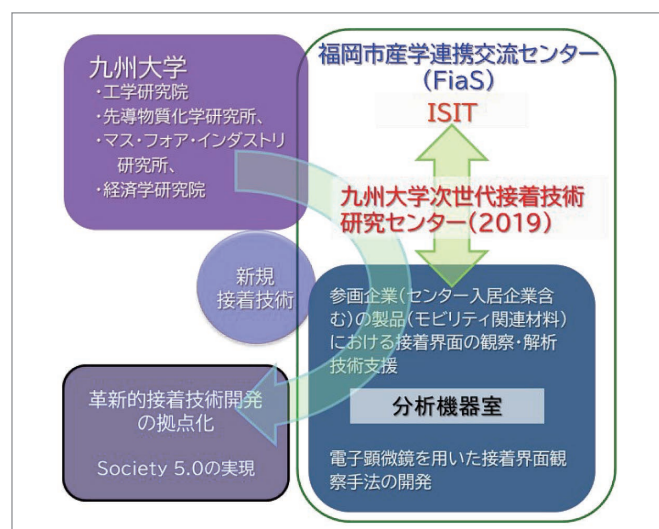 九州大学
・工学研究院
・先導物質化学研究所、
・マス・フォア・インダストリ
研究所、
・経済学研究院
福岡市産学連携交流センター
(FiaS)
ISIT
九州大学次世代接着技術
研究センター(2019)
新規
接着技術
参画企業(センター入居企業含
む)の製品(モビリティ関連材料)
における接着界面の観察・解析
技術支援
分析機器室
電子顕微鏡を用いた接着界面観
察手法の開発
革新的接着技術開発
の拠点化
Society 5.0の実現